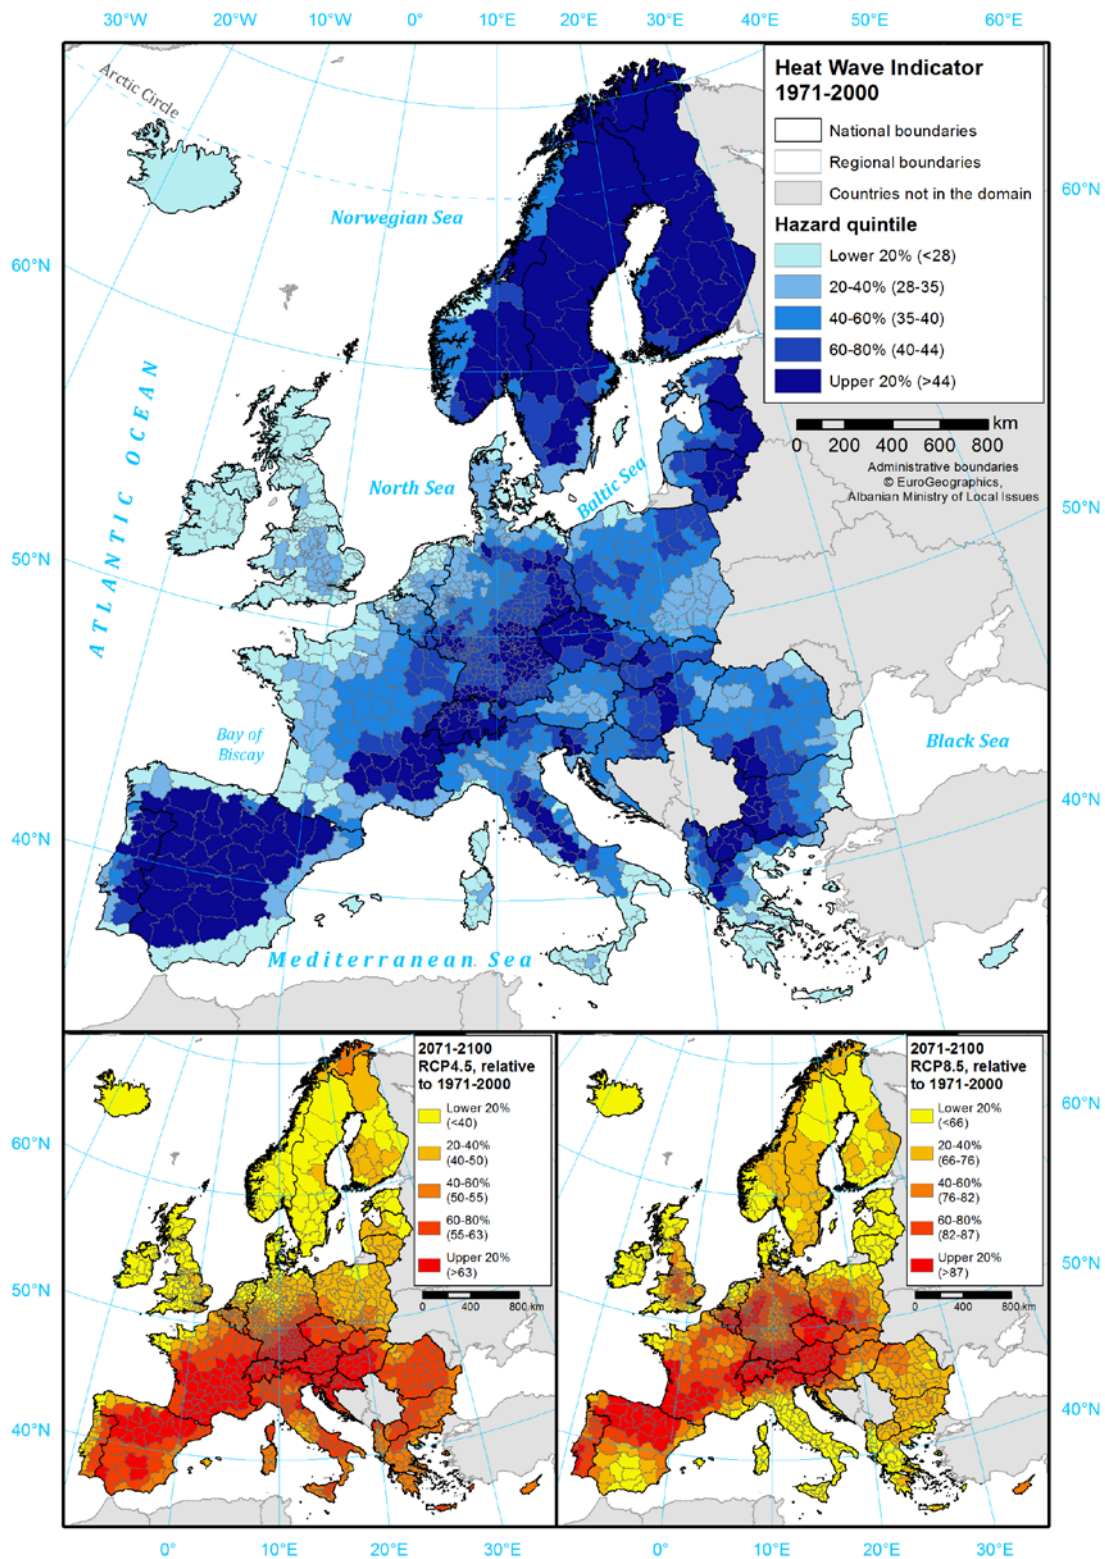 30°W 20°W 10°W 0° 10°E 20°E 30°E 40°E 60°E
Arctic Circle
Heat Wave Indicator
1971-2000
National boundaries
Regional boundaries
Countries not in the domain
Hazard quintile
Lower 20% (<28)
20-40% (28-35)
40-60% (35-40)
60-80% (40-44)
Upper 20% (>44)
km
0 200 400 600 800
Administrative boundaries
© EuroGeographics,
Albanian Ministry of Local Issues
Norwegian Sea
North Sea
Baltic Sea
ATLANTIC OCEAN
Bay of
Biscay
Black Sea
Mediterranean Sea
60°N
50°N
40°N
60°N
50°N
40°N
2071-2100
RCP4.5, relative
to 1971-2000
Lower 20%
(<40)
20-40%
(40-50)
40-60%
(50-55)
60-80%
(55-63)
Upper 20%
(>63)
0 400 800 km
2071-2100
RCP8.5, relative
to 1971-2000
Lower 20%
(<66)
20-40%
(66-76)
40-60%
(76-82)
60-80%
(82-87)
Upper 20%
(>87)
0 400 800 km
60°N
50°N
40°N
60°N
50°N
40°N
0° 10°E 20°E 30°E 0° 10°E 20°E 30°E